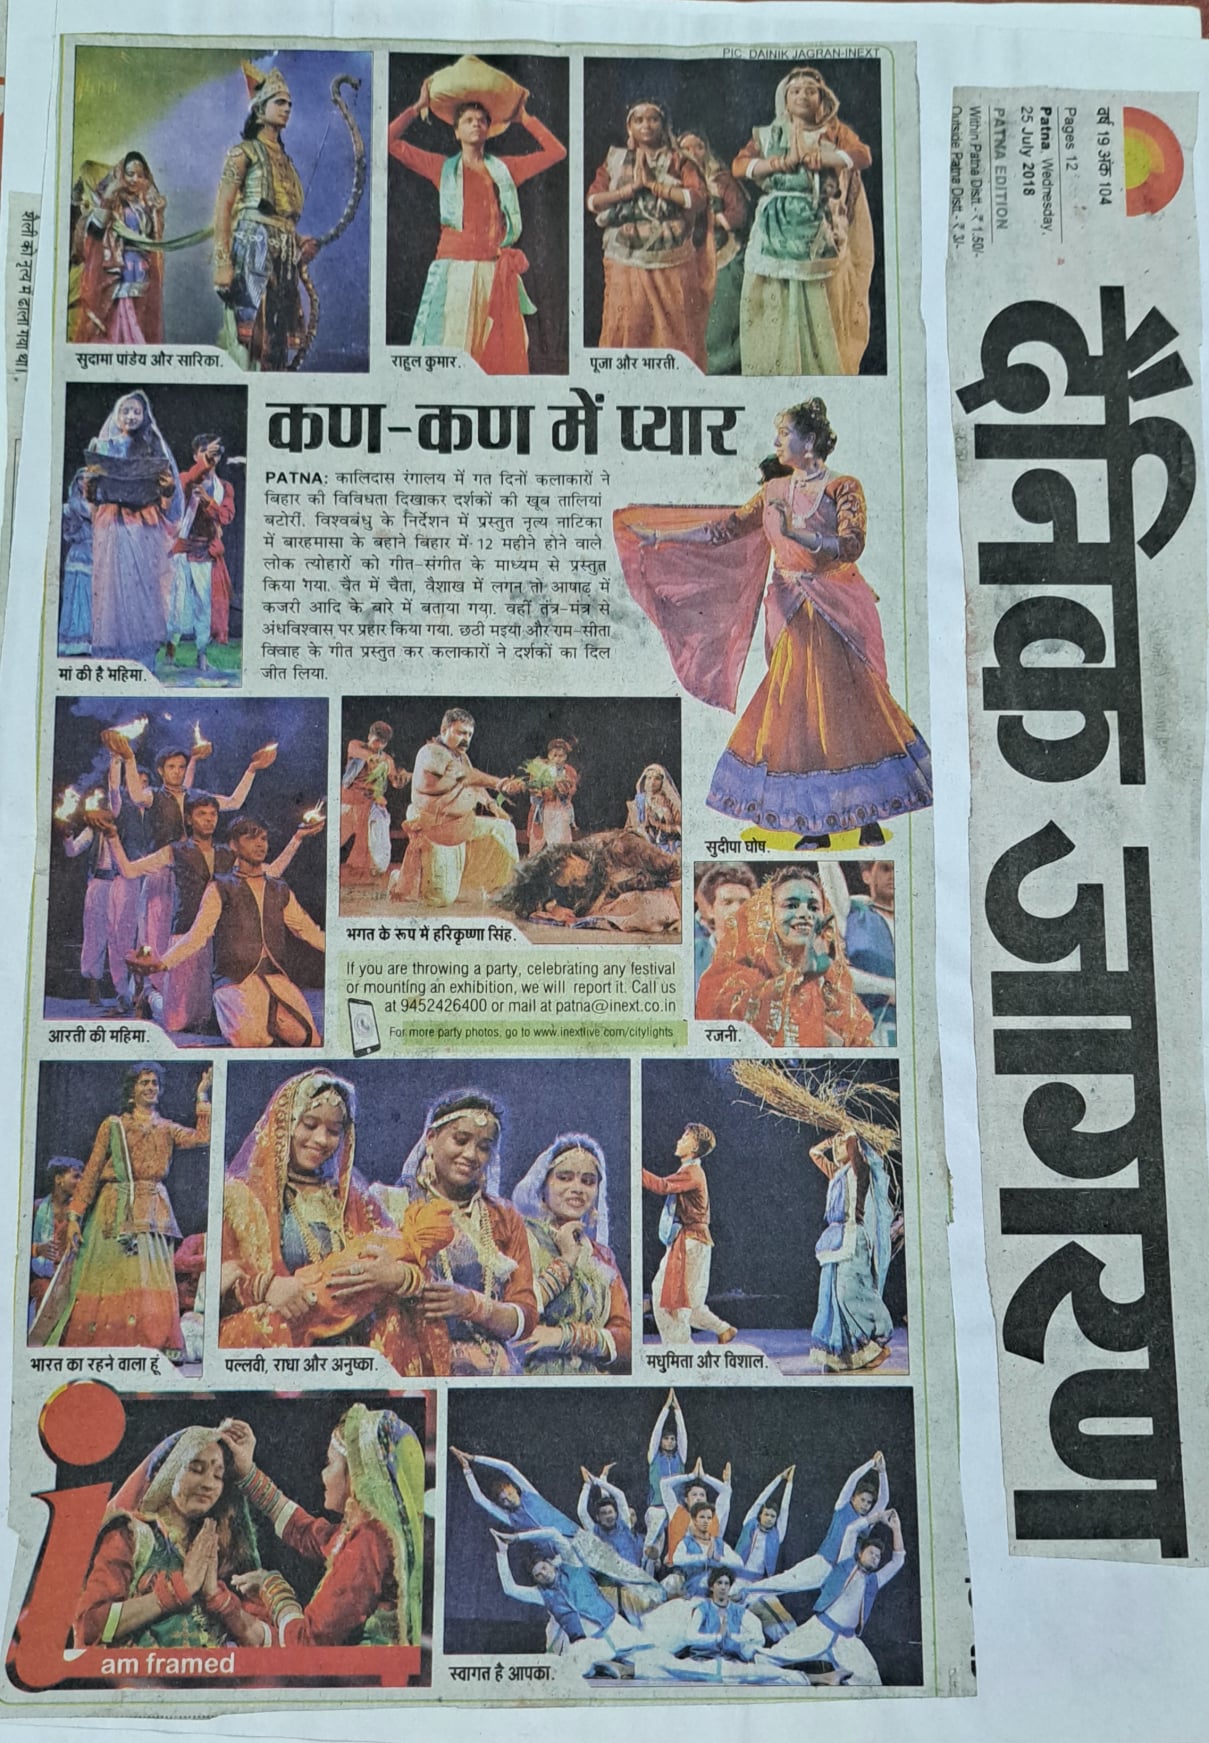 PIC DAINIK JAGRAN-INEXT
सुदामा पांडेय और सारिका.
राहुल कुमार.
पूजा और भारती.
कण-कण में प्यार
PATNA: कालिदास रंगालय में गत दिनों कलाकारों ने
बिहार की विविधता दिखाकर दर्शकों की खूब तालियां
बटोरीं. विश्वबंधु के निर्देशन में प्रस्तुत नृत्य नाटिका
में बारहमासा के बहाने बिहार में 12 महीने होने वाले
लोक त्योहारों को गीत-संगीत के माध्यम से प्रस्तुत
किया गया. चैत में चैता, वैशाख में लगन तो आषाढ़ में
कजरी आदि के बारे में बताया गया. वहीं तंत्र-मंत्र से
अंधविश्वास पर प्रहार किया गया. छठी मइया और राम-सीता
विवाह के गीत प्रस्तुत कर कलाकारों ने दर्शकों का दिल
जीत लिया.
मां की है महिमा.
सुदीपा घोष.
भगत के रूप में हरिकृष्णा सिंह.
If you are throwing a party, celebrating any festival
or mounting an exhibition, we will report it. Call us
at 9452426400 or mail at patna@inext.co.in
For more party photos, go to www.inextlive.com/citylights
आरती की महिमा.
रजनी.
भारत का रहने वाला हूं
पल्लवी, राधा और अनुष्का.
मधुमिता और विशाल.
i
am framed
स्वागत है आपका.
वर्ष 19 अंक 104
Pages 12
Patna, Wednesday,
25 July 2018
PATNA EDITION
Within Patna Distt.- ₹ 1.50/-
Outside Patna Distt.- ₹ 3/-
दैनिक जागरण
शैली को नृत्य में ढाला गया था।